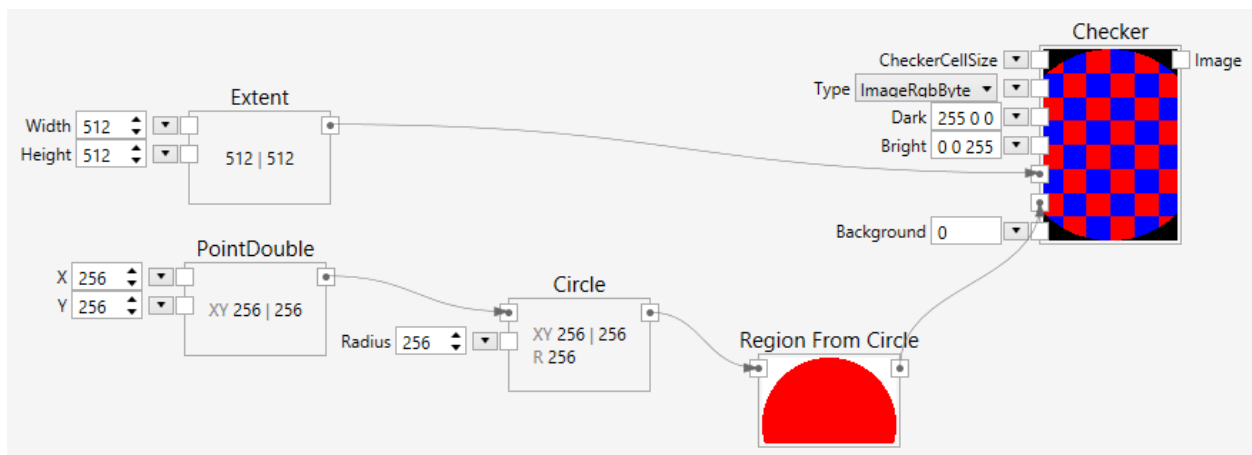 Checker
CheckerCellSize
Image
Type ImageRgbByte
Dark 255 0 0
Bright 0 0 255
Background 0
Extent
Width 512
Height 512
512 | 512
PointDouble
X 256
Y 256
XY 256 | 256
Circle
Radius 256
XY 256 | 256
R 256
Region From Circle